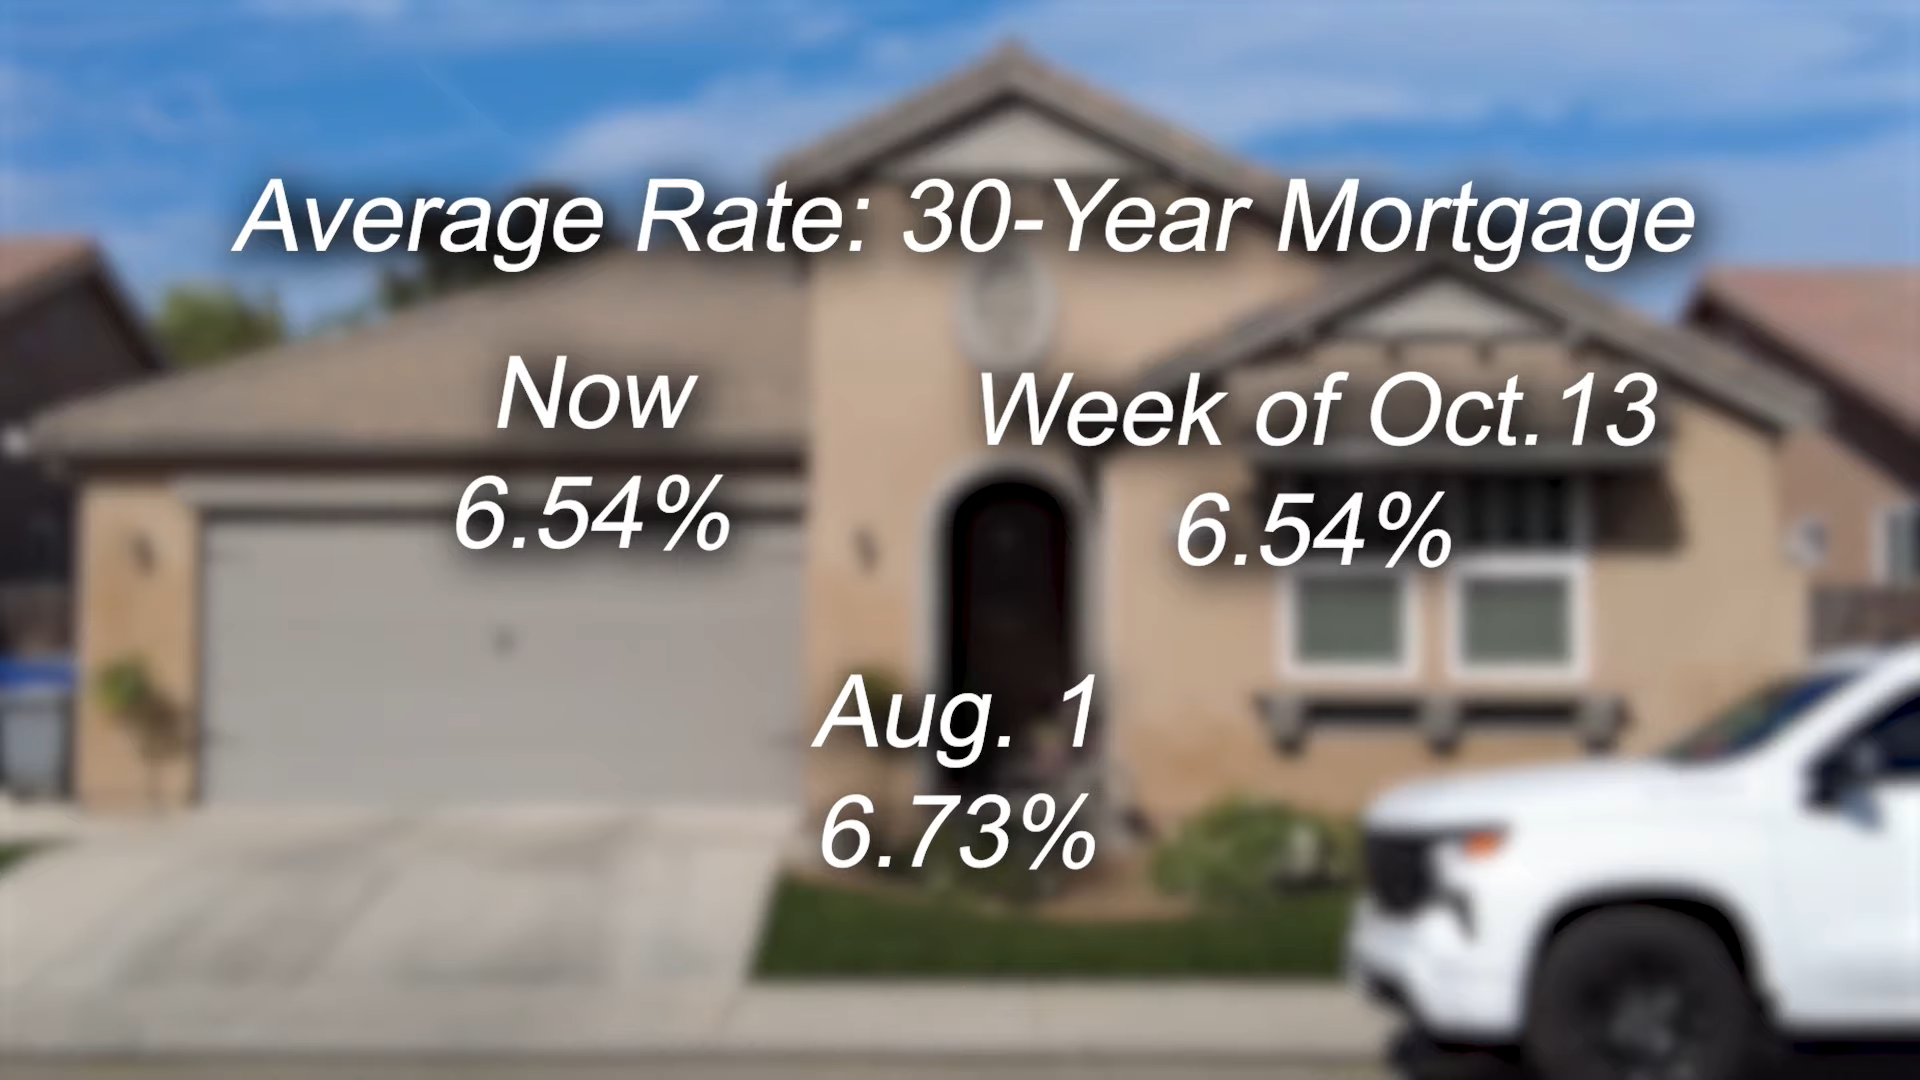 Average Rate: 30-Year Mortgage
Now
6.54%
Week of Oct.13
6.54%
Aug. 1
6.73%